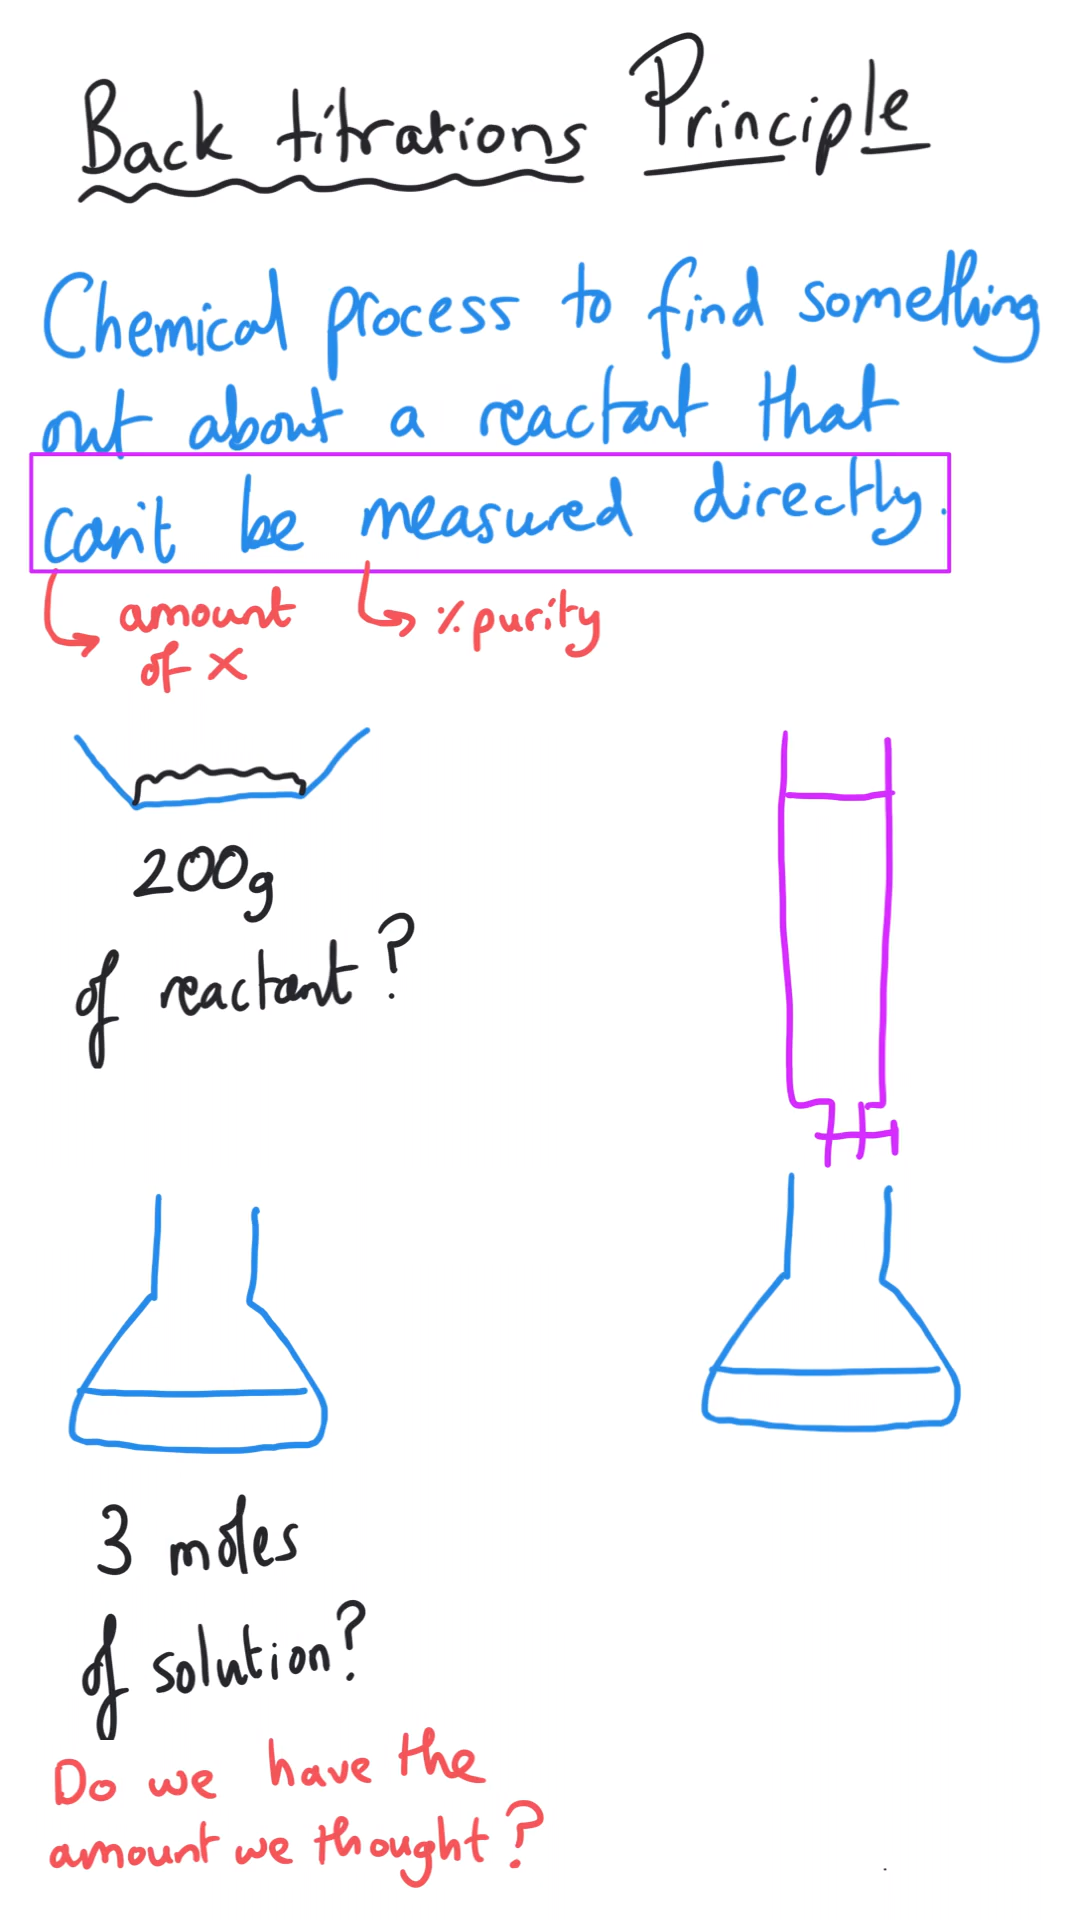 Back titrations Principle
Chemical process to find something
out about a reactant that
can't be measured directly.
amount
of x
% purity
200g
of reactant?
3 moles
of solution?
Do we have the
amount we thought?